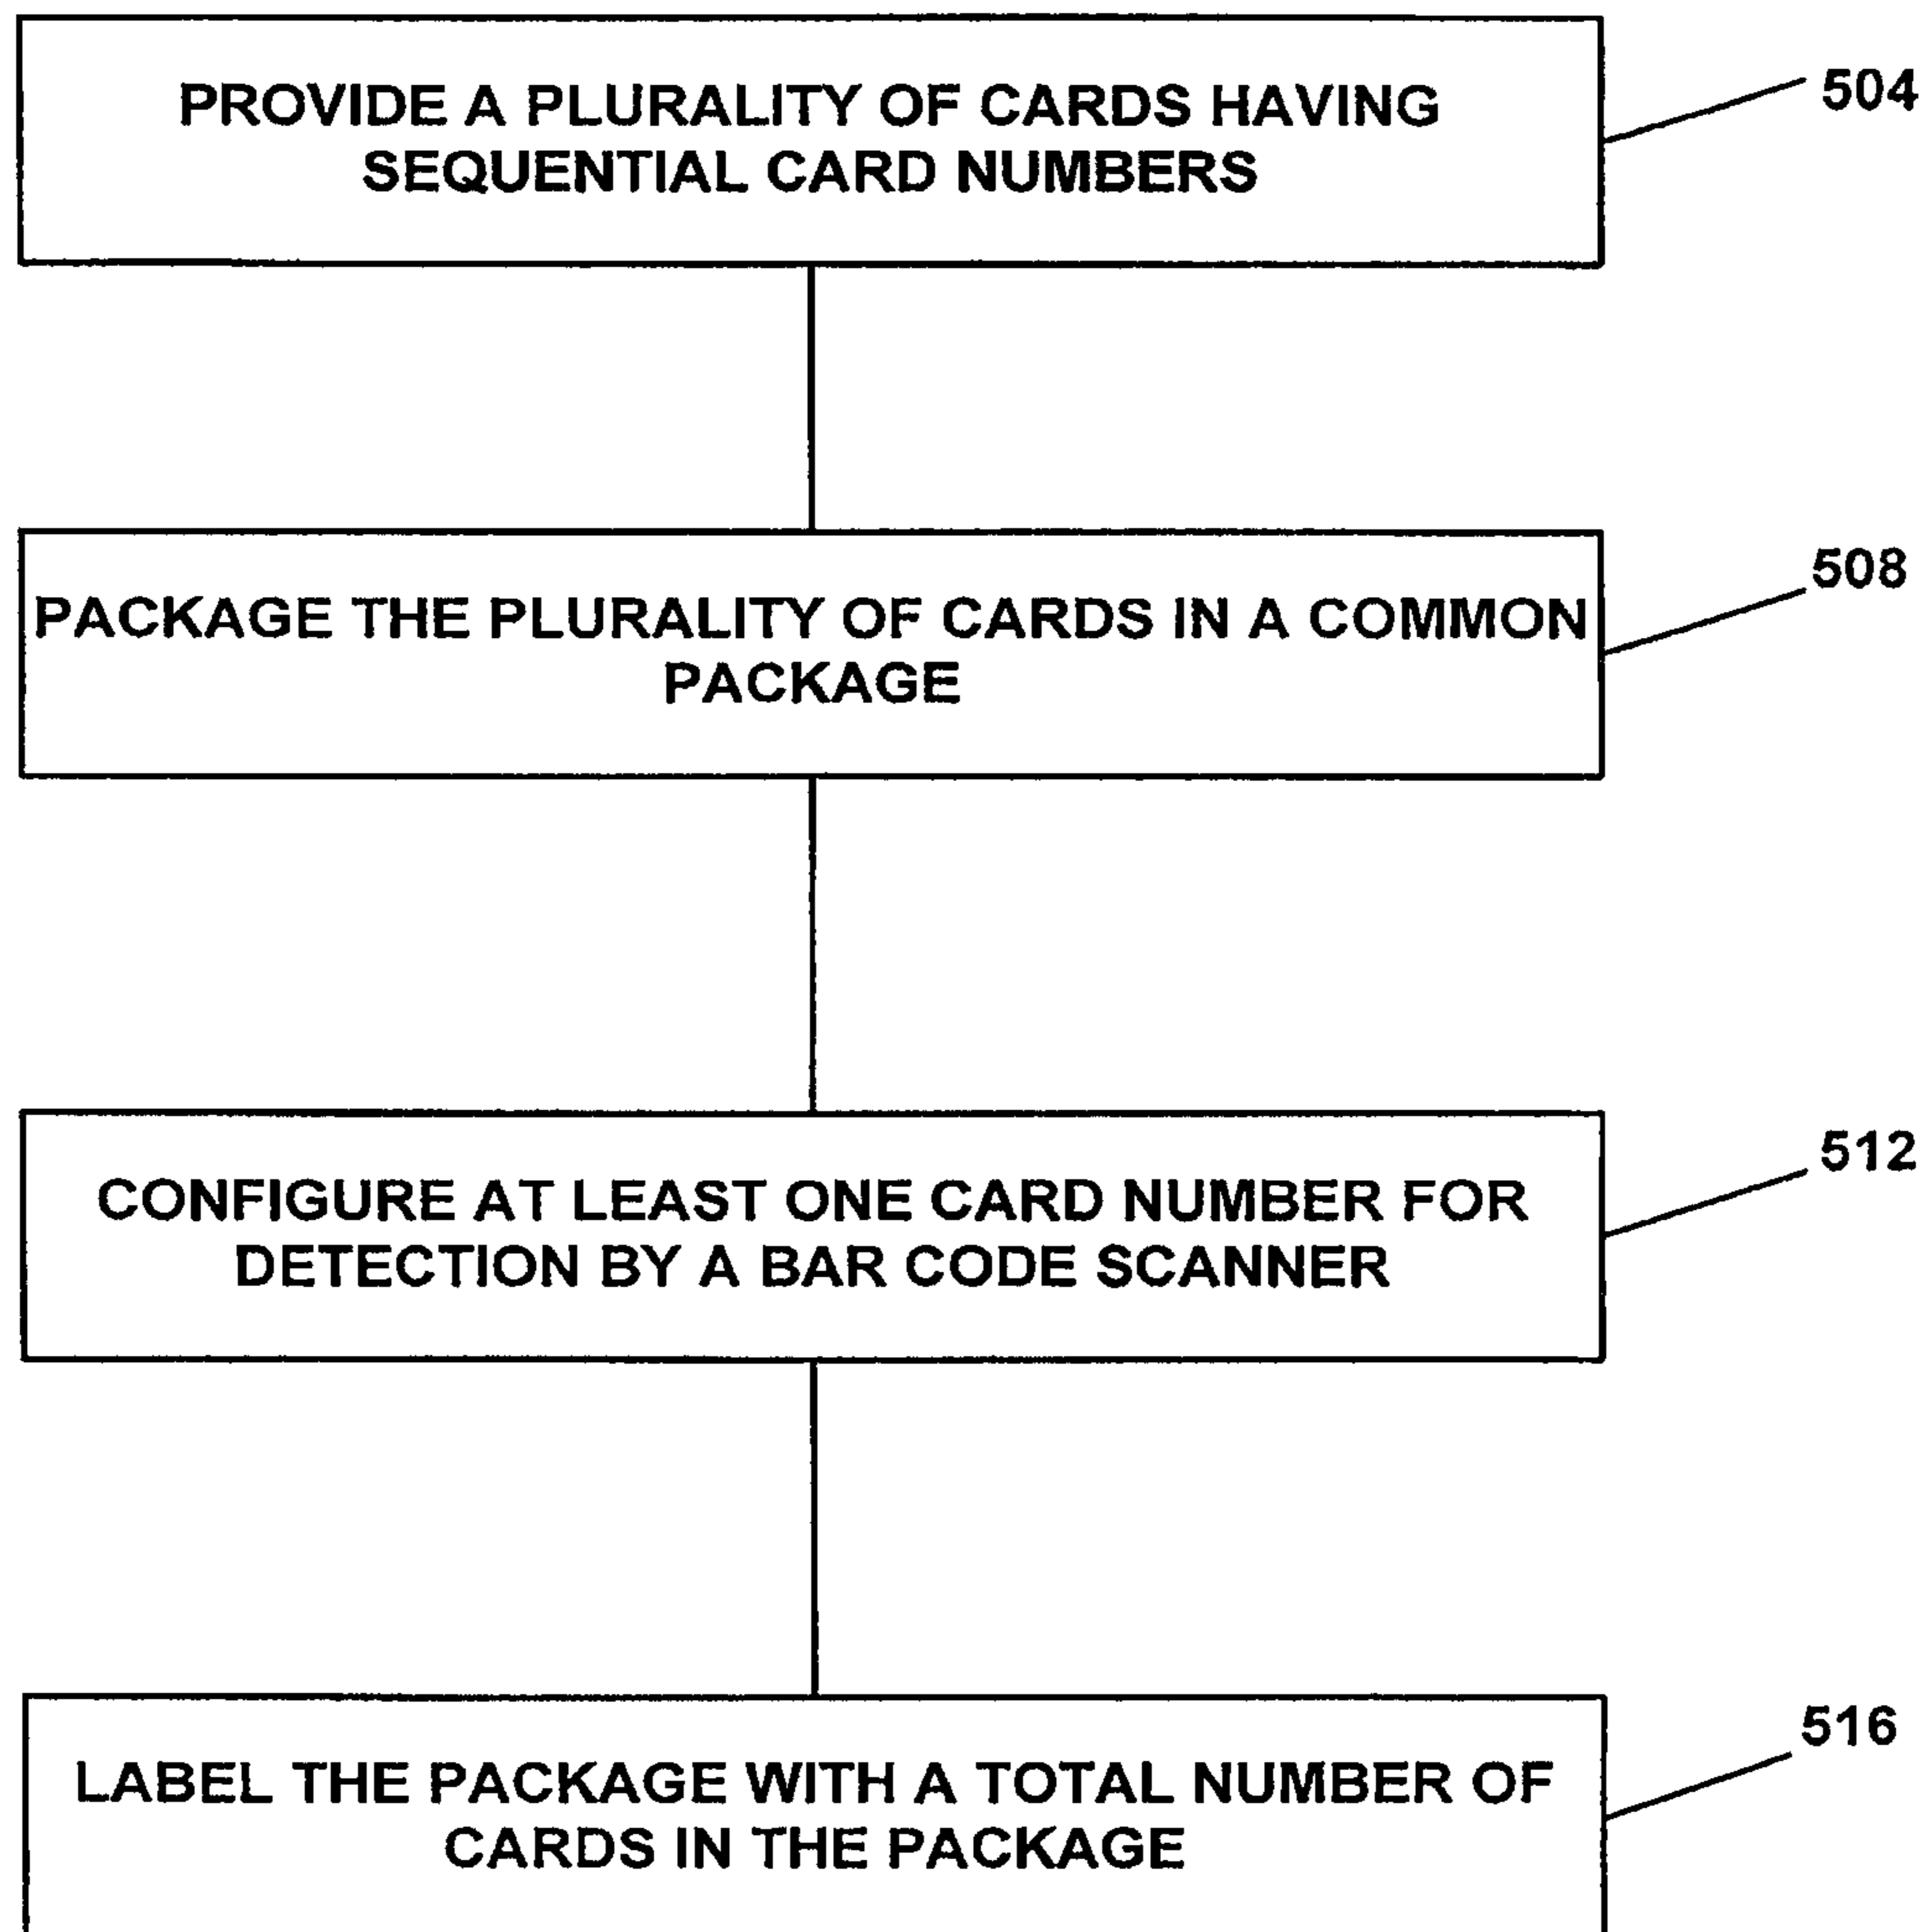 PROVIDE A PLURALITY OF CARDS HAVING
SEQUENTIAL CARD NUMBERS
504
PACKAGE THE PLURALITY OF CARDS IN A COMMON
PACKAGE
508
CONFIGURE AT LEAST ONE CARD NUMBER FOR
DETECTION BY A BAR CODE SCANNER
512
LABEL THE PACKAGE WITH A TOTAL NUMBER OF
CARDS IN THE PACKAGE
516